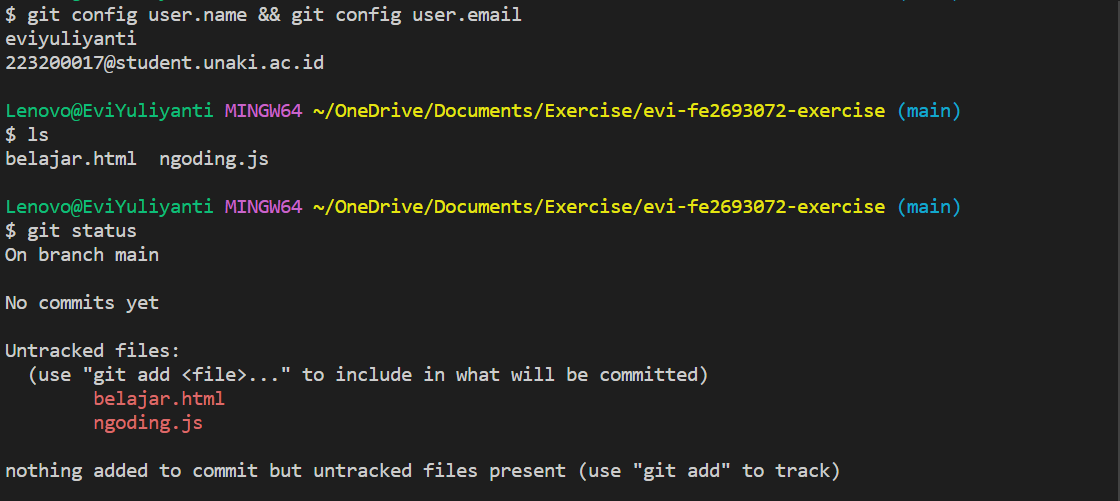 $ git config user.name && git config user.email
eviyuliyanti
223200017@student.unaki.ac.id
Lenovo@EviYuliyanti MINGW64 ~/OneDrive/Documents/Exercise/evi-fe2693072-exercise (main)
$ ls
belajar.html  ngoding.js
Lenovo@EviYuliyanti MINGW64 ~/OneDrive/Documents/Exercise/evi-fe2693072-exercise (main)
$ git status
On branch main
No commits yet
Untracked files:
  (use "git add <file>..." to include in what will be committed)
        belajar.html
        ngoding.js
nothing added to commit but untracked files present (use "git add" to track)